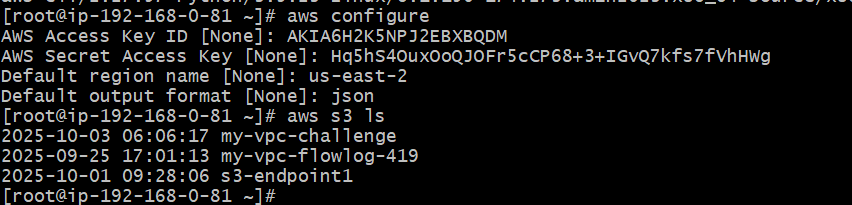 [root@ip-192-168-0-81 ~]# aws configure
AWS Access Key ID [None]: AKIA6H2K5NPJ2EBXBQDM
AWS Secret Access Key [None]: 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
Default region name [None]: us-east-2
Default output format [None]: json
[root@ip-192-168-0-81 ~]# aws s3 ls
2025-10-03 06:06:17 my-vpc-challenge
2025-09-25 17:01:13 my-vpc-flowlog-419
2025-10-01 09:28:06 s3-endpoint1
[root@ip-192-168-0-81 ~]#